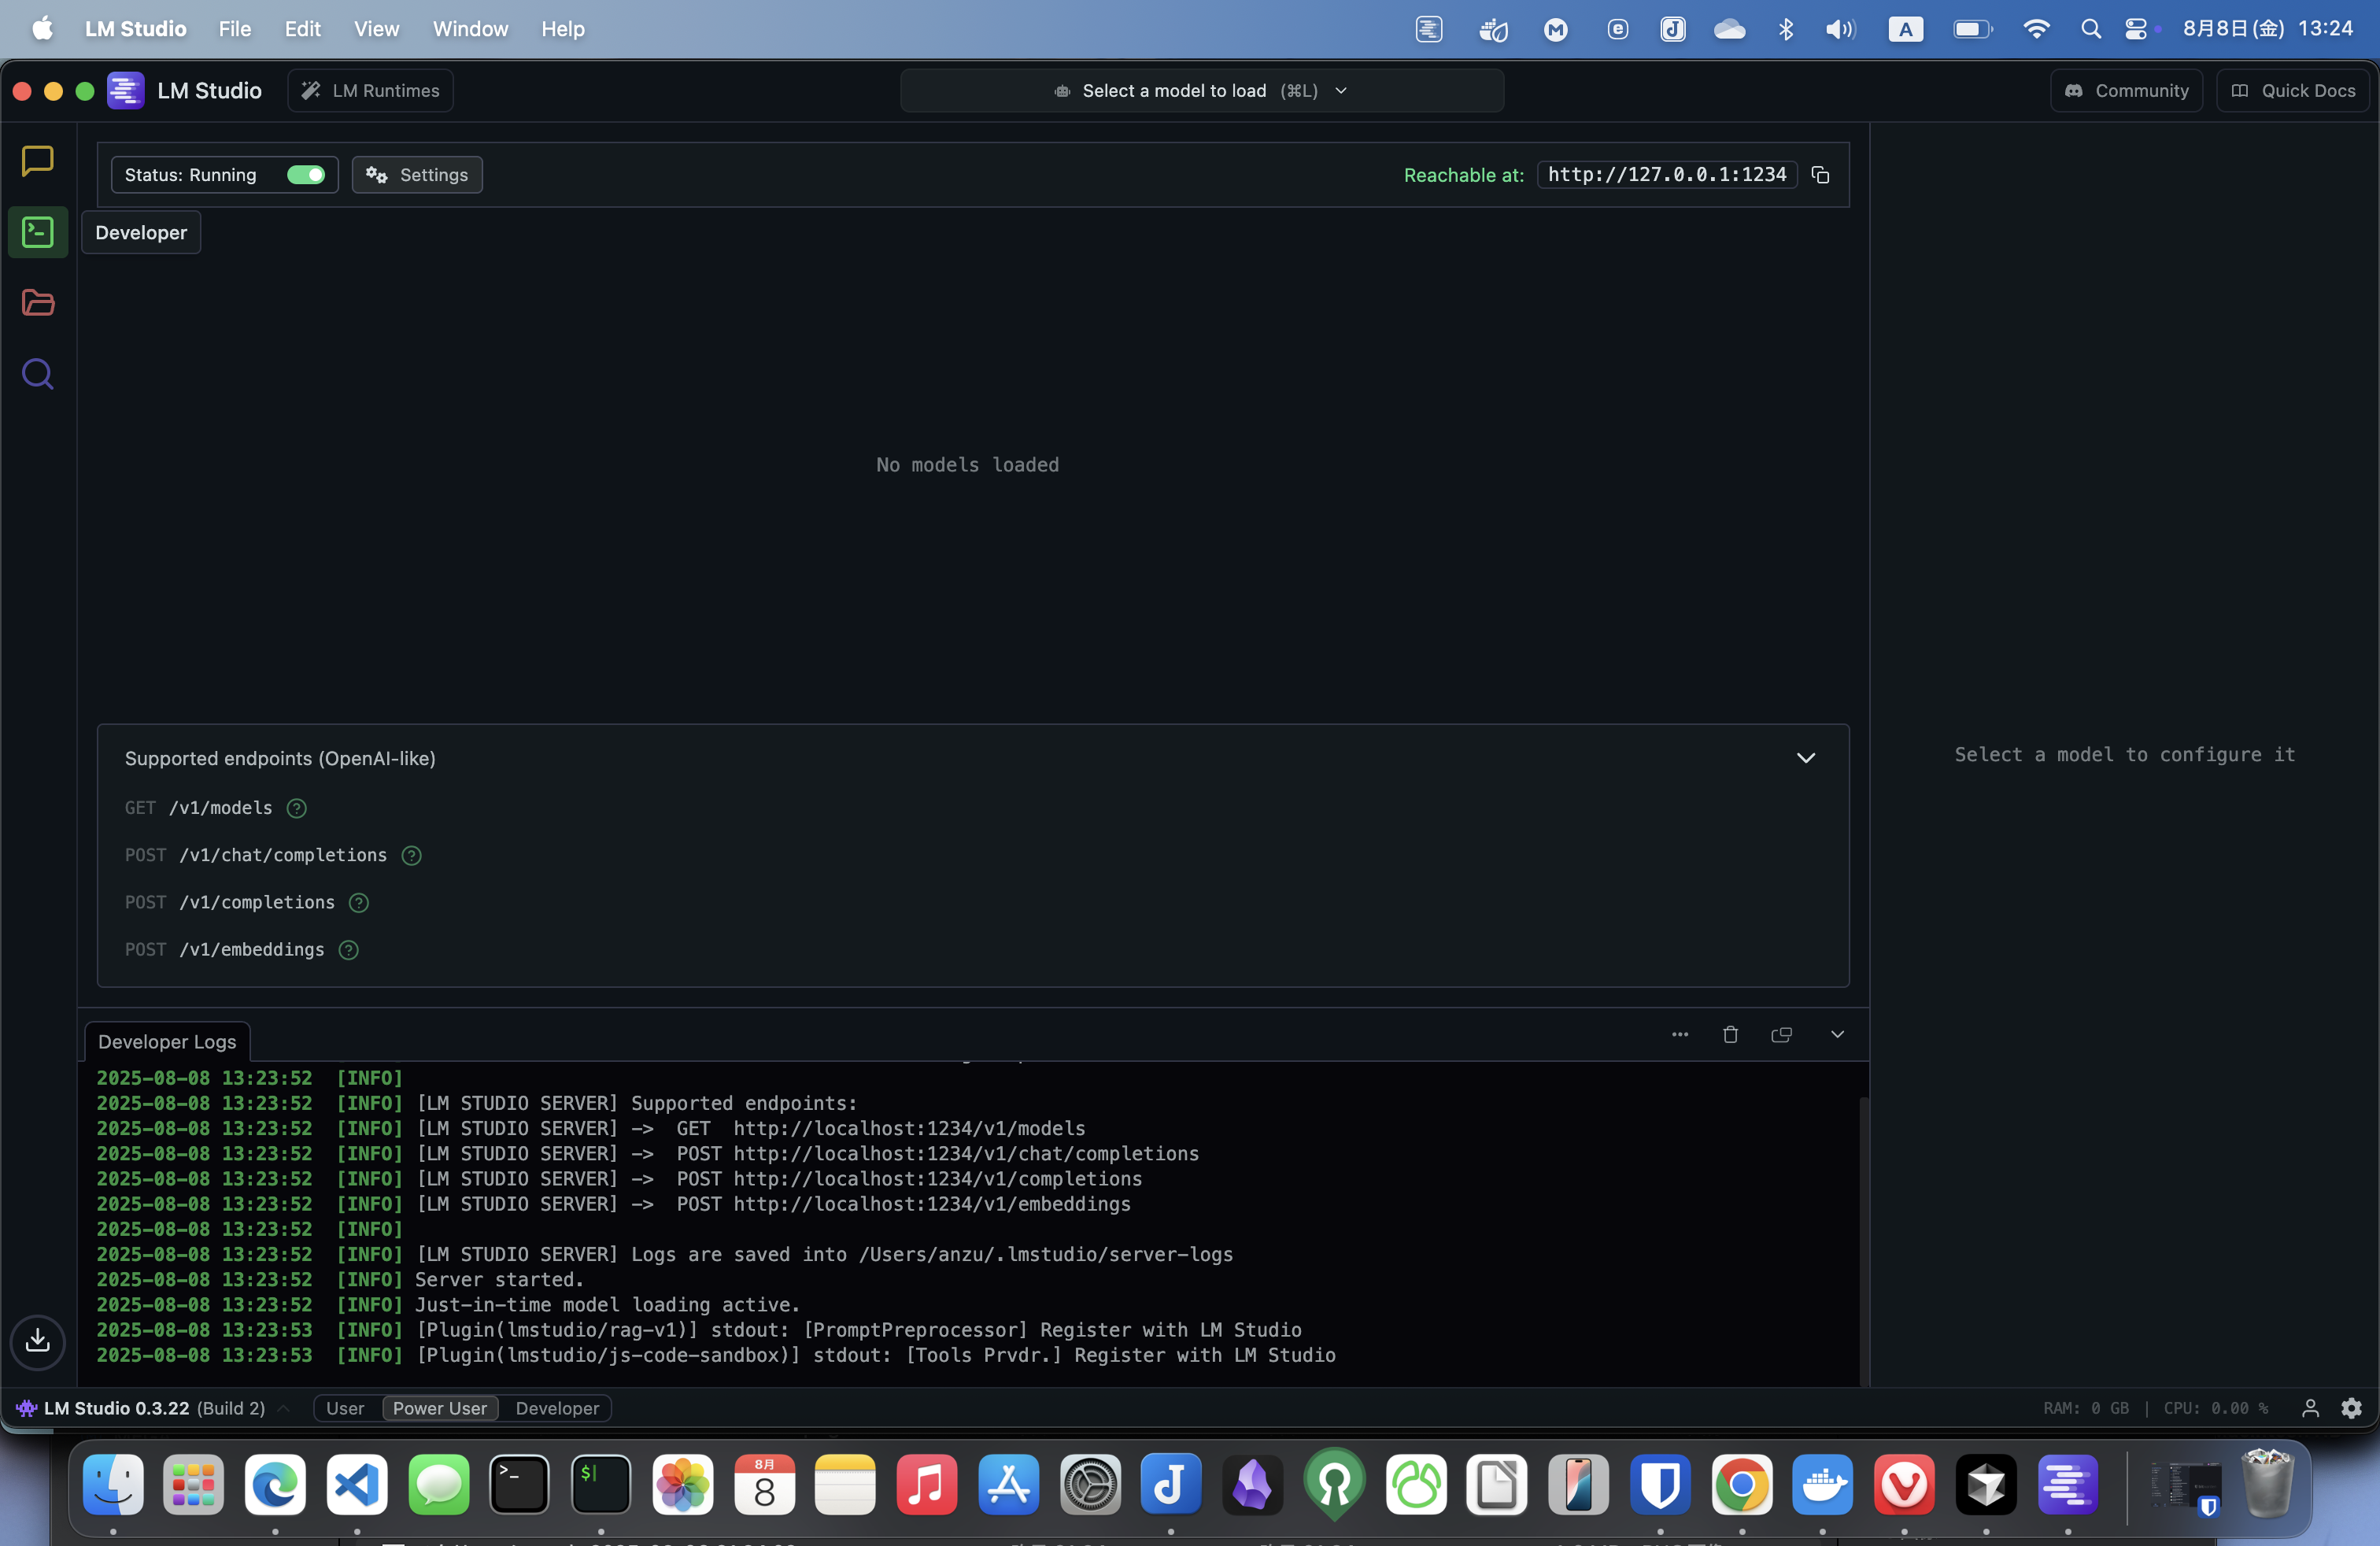 LM Studio File Edit View Window Help A 8月8日(金) 13:24
LM Studio LM Runtimes Select a model to load (⌘L) Community Quick Docs
Status: Running Settings Reachable at: http://127.0.0.1:1234
Developer
No models loaded
Supported endpoints (OpenAI-like)
GET /v1/models
POST /v1/chat/completions
POST /v1/completions
POST /v1/embeddings
Select a model to configure it
Developer Logs
2025-08-08 13:23:52 [INFO]
2025-08-08 13:23:52 [INFO] [LM STUDIO SERVER] Supported endpoints:
2025-08-08 13:23:52 [INFO] [LM STUDIO SERVER] -> GET http://localhost:1234/v1/models
2025-08-08 13:23:52 [INFO] [LM STUDIO SERVER] -> POST http://localhost:1234/v1/chat/completions
2025-08-08 13:23:52 [INFO] [LM STUDIO SERVER] -> POST http://localhost:1234/v1/completions
2025-08-08 13:23:52 [INFO] [LM STUDIO SERVER] -> POST http://localhost:1234/v1/embeddings
2025-08-08 13:23:52 [INFO]
2025-08-08 13:23:52 [INFO] [LM STUDIO SERVER] Logs are saved into /Users/anzu/.lmstudio/server-logs
2025-08-08 13:23:52 [INFO] Server started.
2025-08-08 13:23:52 [INFO] Just-in-time model loading active.
2025-08-08 13:23:53 [INFO] [Plugin(lmstudio/rag-v1)] stdout: [PromptPreprocessor] Register with LM Studio
2025-08-08 13:23:53 [INFO] [Plugin(lmstudio/js-code-sandbox)] stdout: [Tools Prvdr.] Register with LM Studio
LM Studio 0.3.22 (Build 2) User Power User Developer RAM: 0 GB | CPU: 0.00 %
8月
8